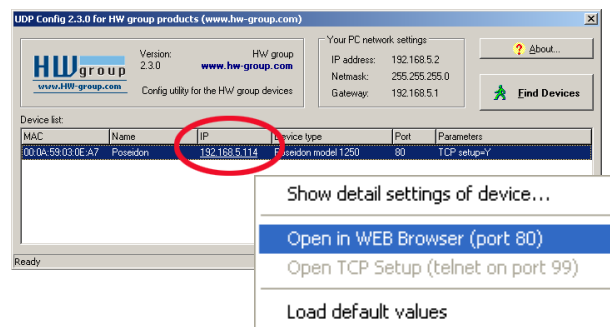 UDP Config 2.3.0 for HW group products (www.hw-group.com)
HW group
www.HW-group.com
Version: HW group
2.3.0 www.hw-group.com
Config utility for the HW group devices
Your PC network settings
IP address: 192.168.5.2
Netmask: 255.255.255.0
Gateway: 192.168.5.1
? About...
Find Devices
Device list:
MAC Name IP Device type Port Parameters
00:0A:59:03:0E:A7 Poseidon 192.168.5.114 Poseidon model 1250 80 TCP setup=Y
Show detail settings of device...
Open in WEB Browser (port 80)
Open TCP Setup (telnet on port 99)
Load default values
Ready